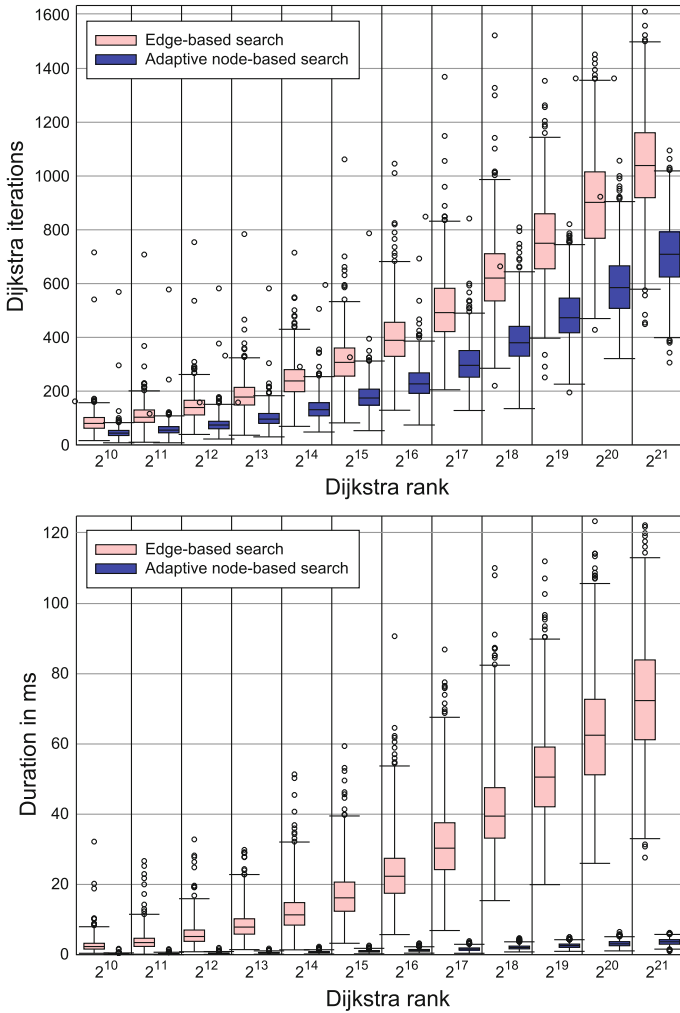 1600
1400
1200
1000
800
600
400
200
0
Dijkstra iterations
Edge-based search
Adaptive node-based search
2^10 2^11 2^12 2^13 2^14 2^15 2^16 2^17 2^18 2^19 2^20 2^21
Dijkstra rank
120
100
80
60
40
20
0
Duration in ms
Edge-based search
Adaptive node-based search
2^10 2^11 2^12 2^13 2^14 2^15 2^16 2^17 2^18 2^19 2^20 2^21
Dijkstra rank